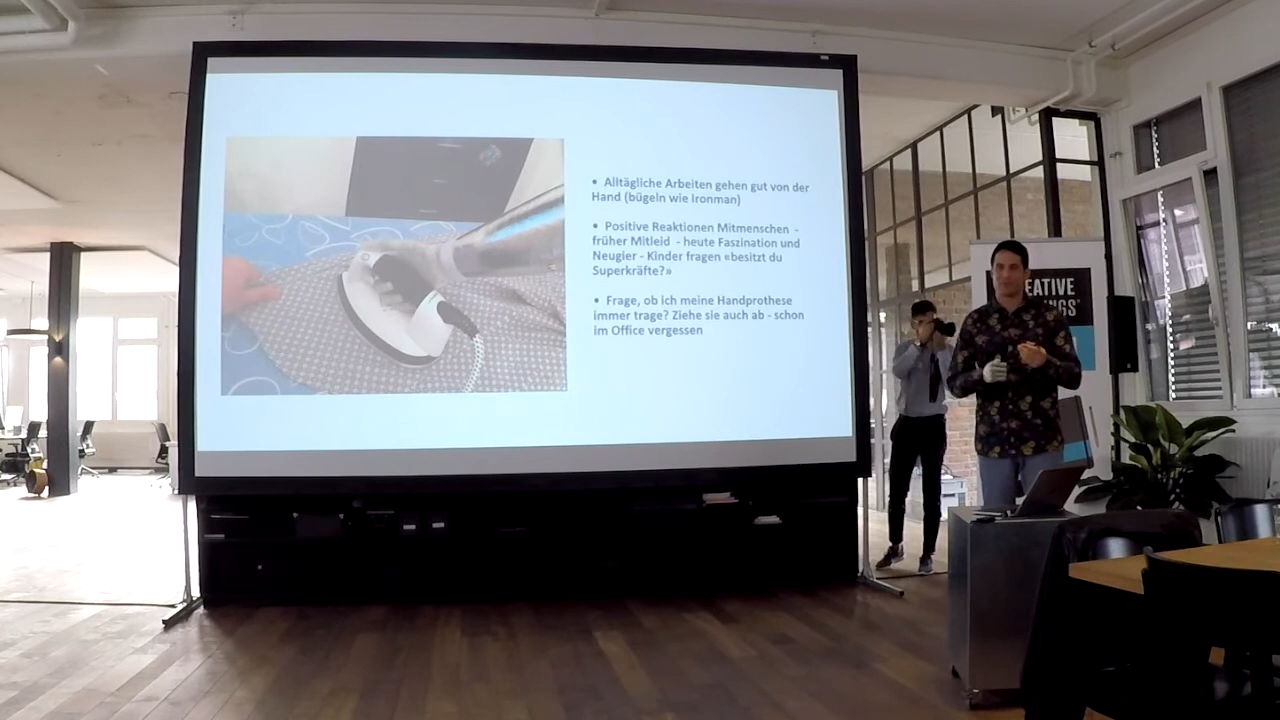 • Alltägliche Arbeiten gehen gut von der
Hand (bügeln wie Ironman)
• Positive Reaktionen Mitmenschen -
früher Mitleid - heute Faszination und
Neugier - Kinder fragen «besitzt du
Superkräfte?»
• Frage, ob ich meine Handprothese
immer trage? Ziehe sie auch ab - schon
im Office vergessen
EATIVE
NGS